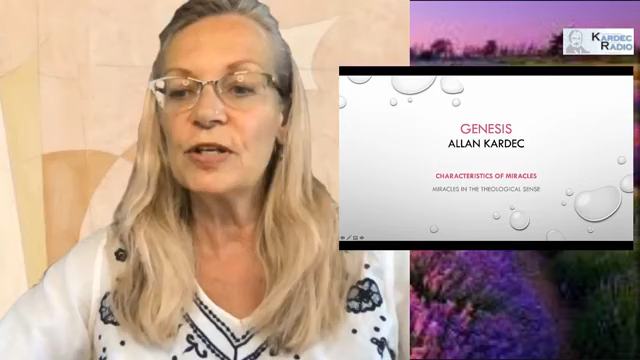 KARDEC
RADIO
GENESIS
ALLAN KARDEC
CHARACTERISTICS OF MIRACLES
MIRACLES IN THE THEOLOGICAL SENSE